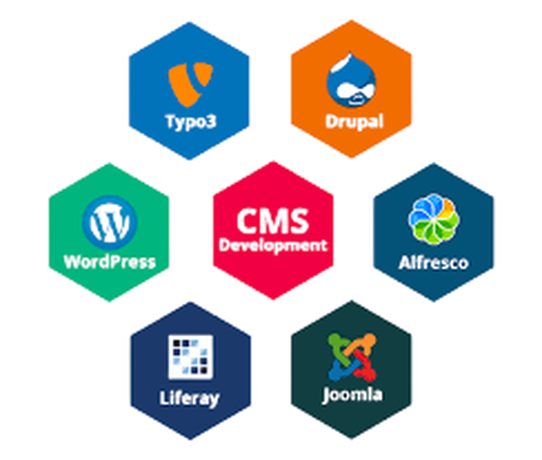 Typo3
Drupal
WordPress
CMS
Development
Alfresco
Liferay
Joomla